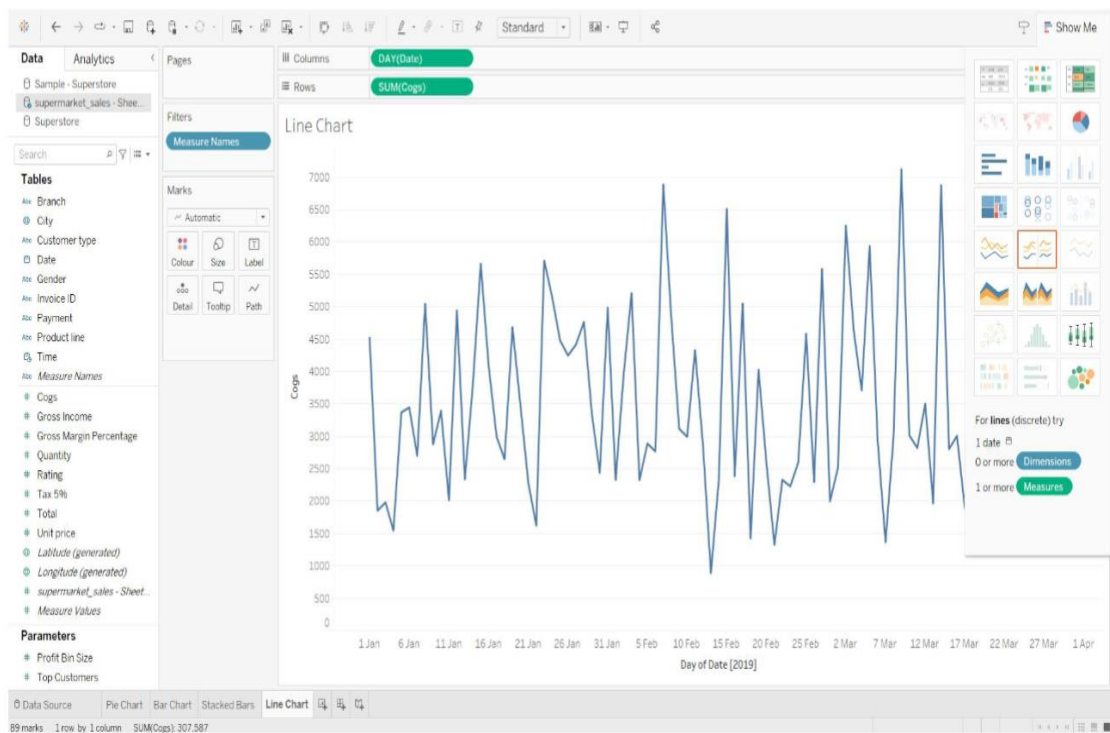 Standard
Show Me
Data Analytics
Sample - Superstore
supermarket_sales - Shee...
Superstore
Search
Tables
Abc Branch
City
Abc Customer type
Date
Abc Gender
Abc Invoice ID
Abc Payment
Abc Product line
Time
Abc Measure Names
# Cogs
# Gross Income
# Gross Margin Percentage
# Quantity
# Rating
# Tax 5%
# Total
# Unit price
Latitude (generated)
Longitude (generated)
# supermarket_sales - Sheet...
# Measure Values
Parameters
# Profit Bin Size
# Top Customers
Pages
Filters
Measure Names
Marks
Automatic
Colour Size Label
Detail Tooltip Path
Columns DAY(Date)
Rows SUM(Cogs)
Line Chart
Cogs
7000
6500
6000
5500
5000
4500
4000
3500
3000
2500
2000
1500
1000
500
0
1 Jan 6 Jan 11 Jan 16 Jan 21 Jan 26 Jan 31 Jan 5 Feb 10 Feb 15 Feb 20 Feb 25 Feb 2 Mar 7 Mar 12 Mar 17 Mar 22 Mar 27 Mar 1 Apr
Day of Date [2019]
For lines (discrete) try
1 date
0 or more Dimensions
1 or more Measures
Data Source Pie Chart Bar Chart Stacked Bars Line Chart
89 marks 1 row by 1 column SUM(Cogs): 307,587